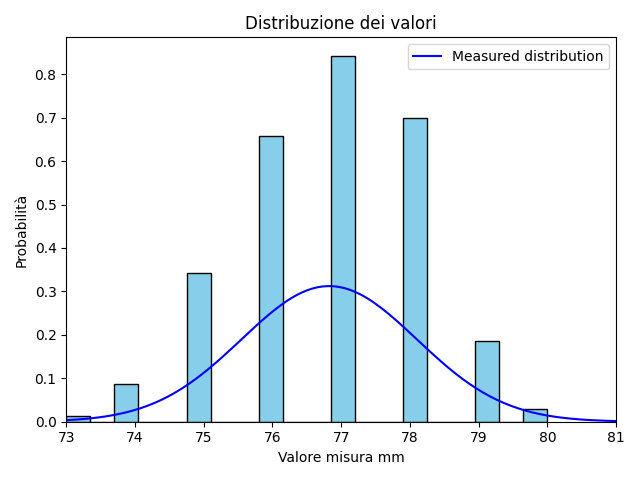 Distribuzione dei valori
Measured distribution
Probabilità
0.8
0.7
0.6
0.5
0.4
0.3
0.2
0.1
0.0
73 74 75 76 77 78 79 80 81
Valore misura mm